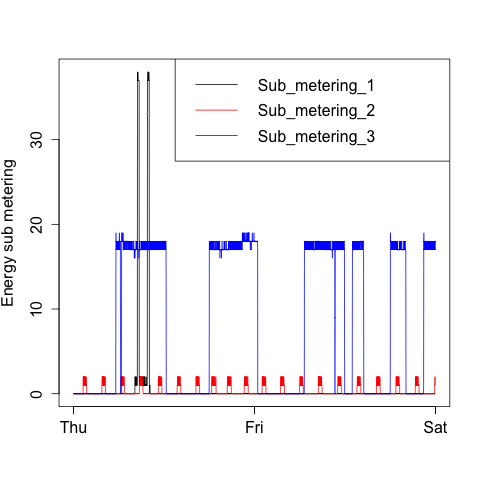 Sub_metering_1
Sub_metering_2
Sub_metering_3
Energy sub metering
30
20
10
0
Thu Fri Sat